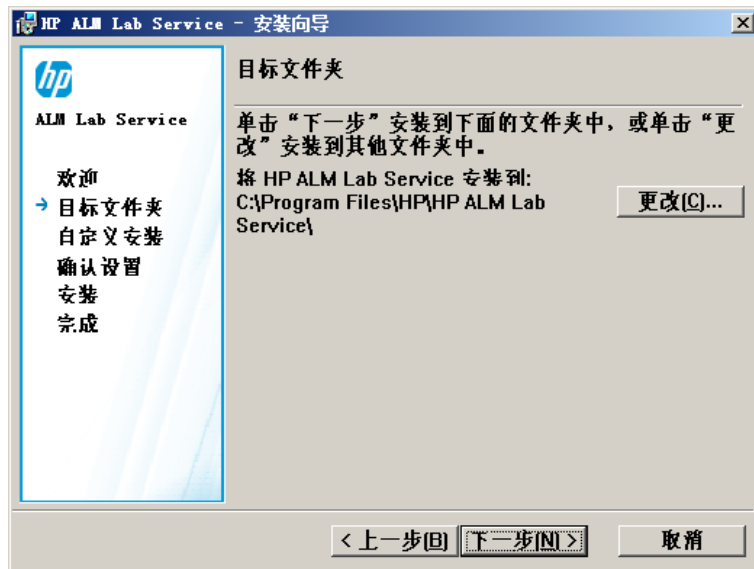 HP ALM Lab Service - 安装向导
hp
目标文件夹
ALM Lab Service
单击“下一步”安装到下面的文件夹中，或单击“更
改”安装到其他文件夹中。
欢迎
目标文件夹
自定义安装
确认设置
安装
完成
将 HP ALM Lab Service 安装到:
C:\Program Files\HP\HP ALM Lab
Service\
更改(C)...
< 上一步(B)
下一步(N) >
取消